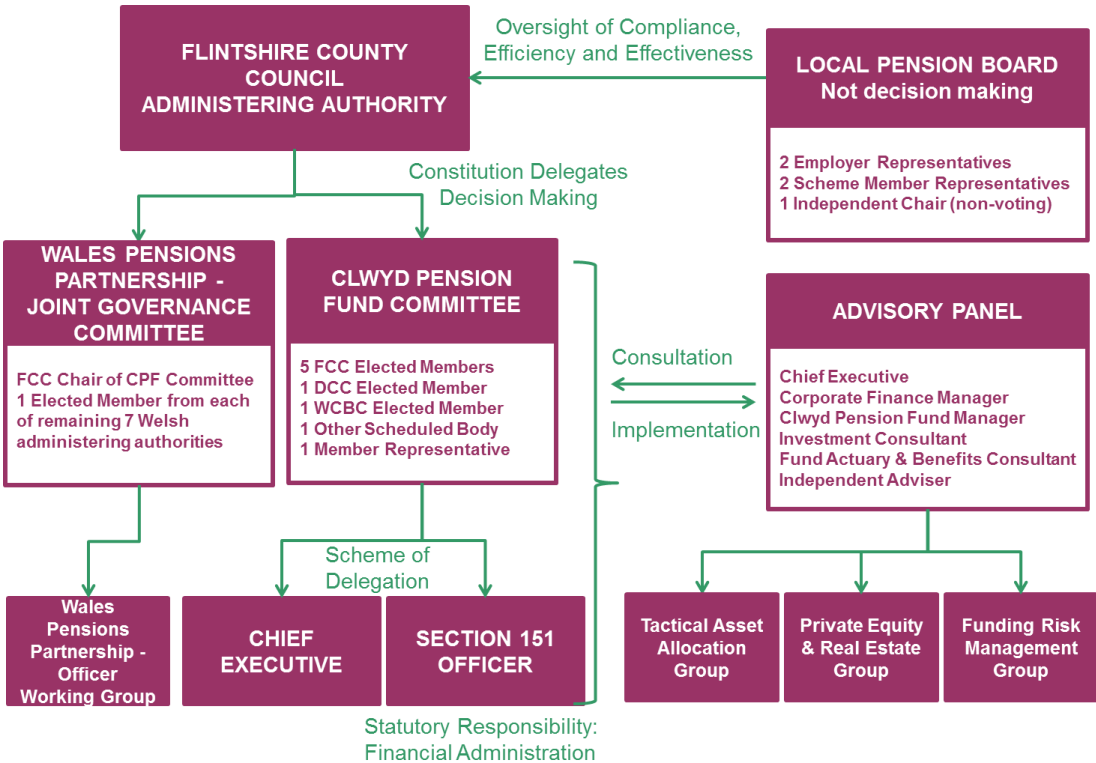 FLINTSHIRE COUNTY
COUNCIL
ADMINISTERING AUTHORITY
Oversight of Compliance,
Efficiency and Effectiveness
LOCAL PENSION BOARD
Not decision making
2 Employer Representatives
2 Scheme Member Representatives
1 Independent Chair (non-voting)
Constitution Delegates
Decision Making
WALES PENSIONS
PARTNERSHIP -
JOINT GOVERNANCE
COMMITTEE
FCC Chair of CPF Committee
1 Elected Member from each
of remaining 7 Welsh
administering authorities
CLWYD PENSION
FUND COMMITTEE
5 FCC Elected Members
1 DCC Elected Member
1 WCBC Elected Member
1 Other Scheduled Body
1 Member Representative
Consultation
Implementation
ADVISORY PANEL
Chief Executive
Corporate Finance Manager
Clwyd Pension Fund Manager
Investment Consultant
Fund Actuary & Benefits Consultant
Independent Adviser
Scheme of
Delegation
Wales
Pensions
Partnership -
Officer
Working Group
CHIEF
EXECUTIVE
SECTION 151
OFFICER
Tactical Asset
Allocation
Group
Private Equity
& Real Estate
Group
Funding Risk
Management
Group
Statutory Responsibility:
Financial Administration